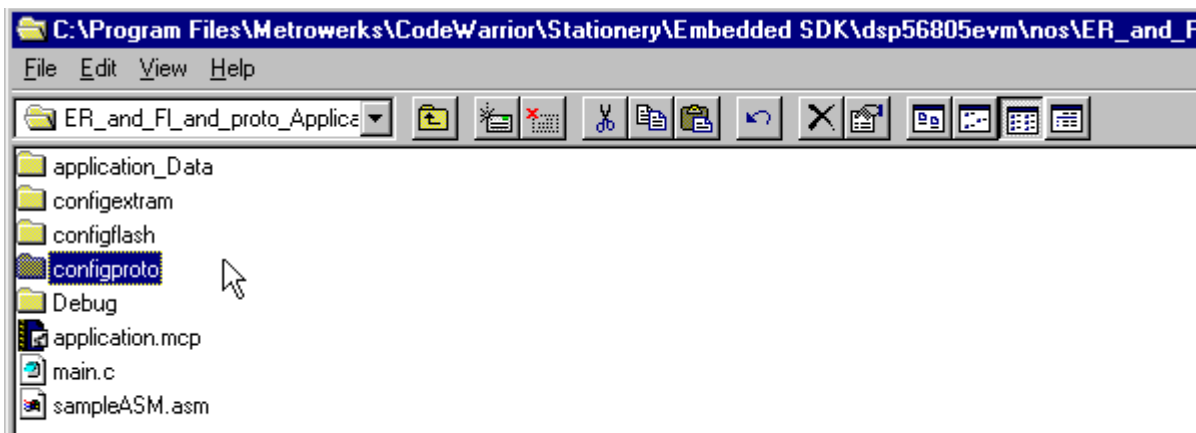 C:\Program Files\Metrowerks\CodeWarrior\Stationery\Embedded SDK\dsp56805evm\nos\ER_and_F
File Edit View Help
ER_and_FI_and_proto_Applica
application_Data
configextram
configflash
configproto
Debug
application.mcp
main.c
sampleASM.asm